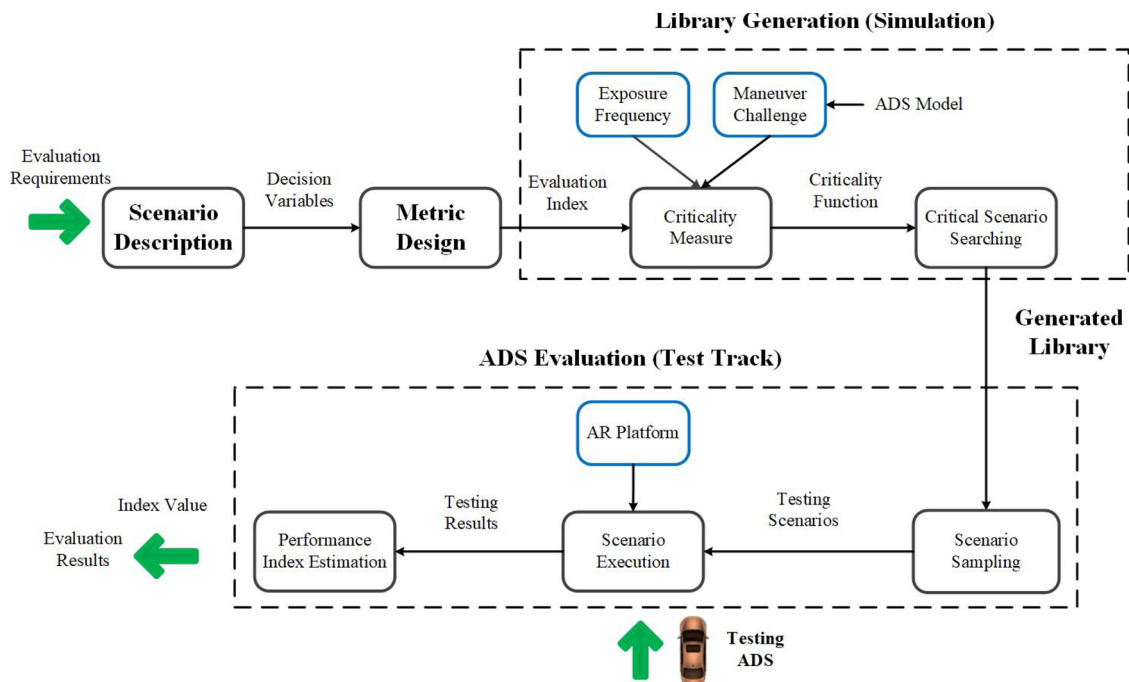 Library Generation (Simulation)
Exposure
Frequency
Maneuver
Challenge
ADS Model
Evaluation
Requirements
Scenario
Description
Decision
Variables
Metric
Design
Evaluation
Index
Criticality
Measure
Criticality
Function
Critical Scenario
Searching
Generated
Library
ADS Evaluation (Test Track)
AR Platform
Index Value
Evaluation
Results
Performance
Index Estimation
Testing
Results
Scenario
Execution
Testing
Scenarios
Scenario
Sampling
Testing
ADS